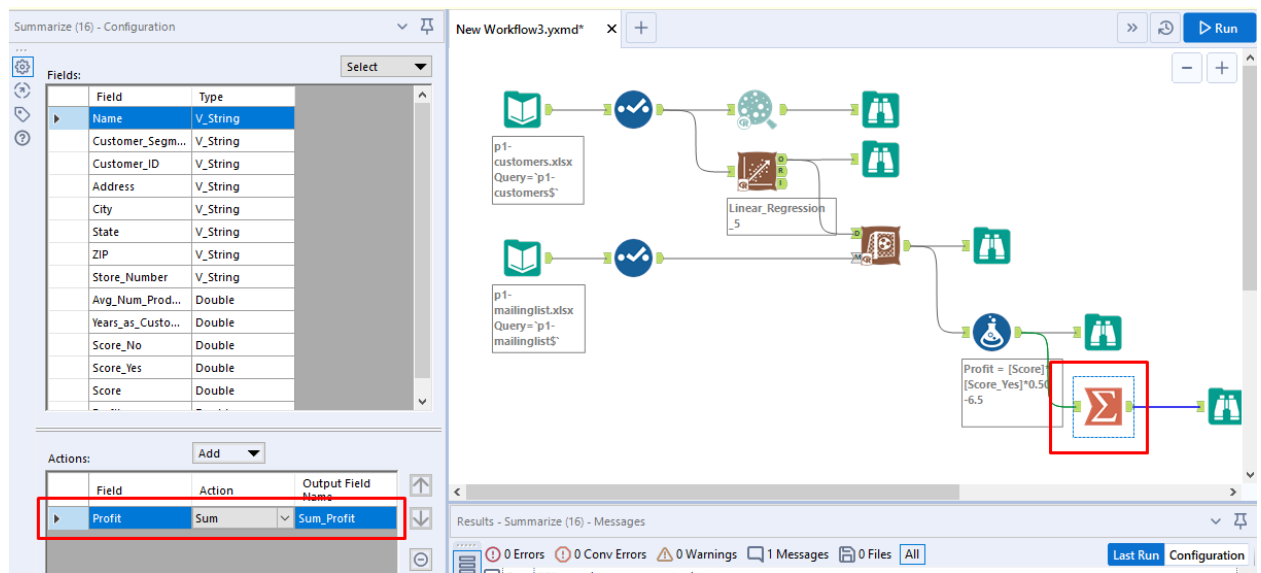 Summarize (16) - Configuration
Fields:
Select
Field Type
Name V_String
Customer_Segm... V_String
Customer_ID V_String
Address V_String
City V_String
State V_String
ZIP V_String
Store_Number V_String
Avg_Num_Prod... Double
Years_as_Custo... Double
Score_No Double
Score_Yes Double
Score Double
Actions:
Add
Field Action Output Field
Name
Profit Sum Sum_Profit
New Workflow3.yxmd*
Run
p1-
customers.xlsx
Query=`p1-
customers$`
O
R
I
Linear_Regression
_5
D
M
p1-
mailinglist.xlsx
Query=`p1-
mailinglist$`
Profit = [Score]*
[Score_Yes]*0.50
-6.5
Results - Summarize (16) - Messages
0 Errors 0 Conv Errors 0 Warnings 1 Messages 0 Files All
Last Run Configuration